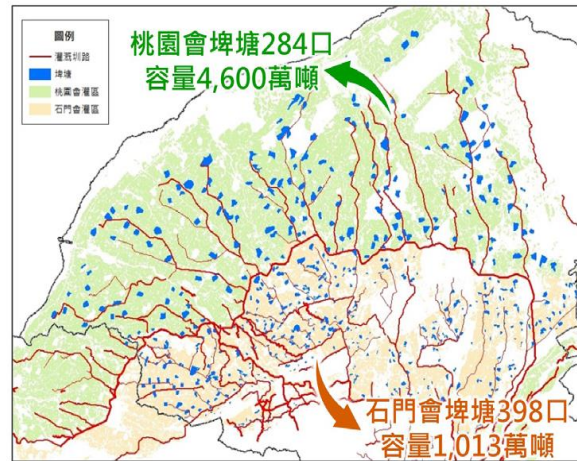 圖例
灌溉圳路
埤塘
桃園會灌區
石門會灌區
桃園會埤塘284口
容量4,600萬噸
石門會埤塘398口
容量1,013萬噸